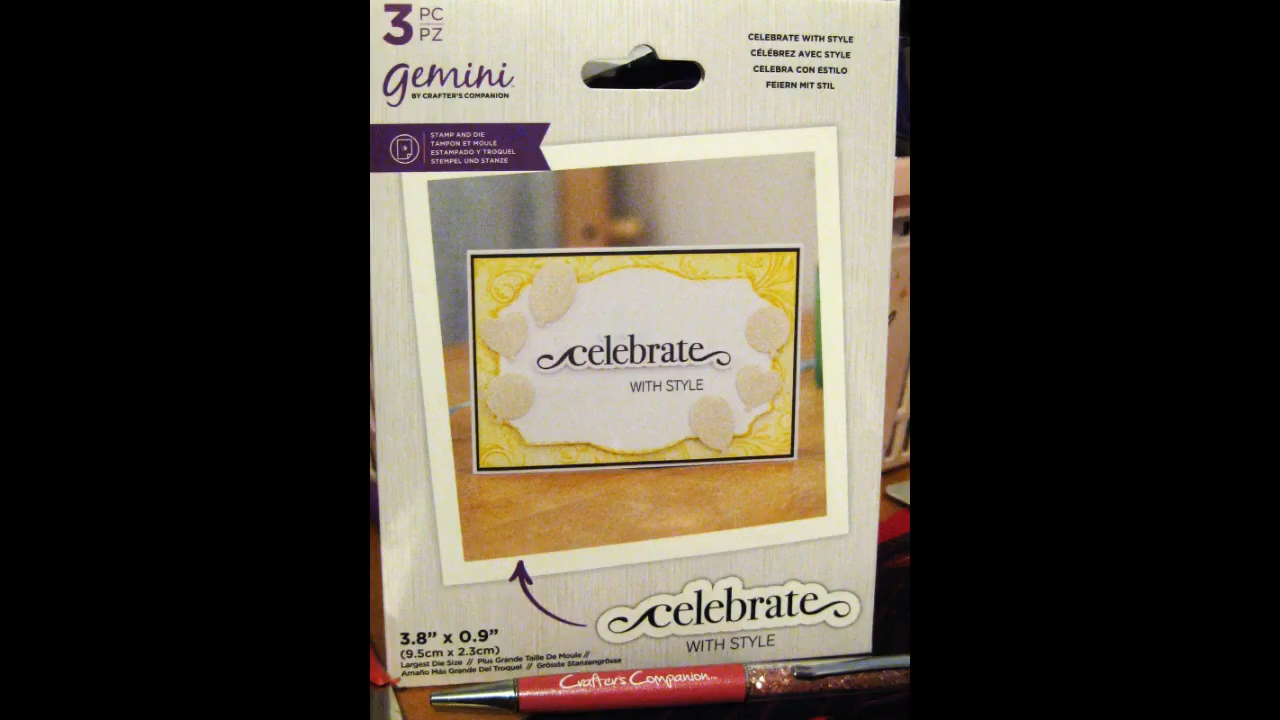 3 PC
PZ
gemini
BY CRAFTER'S COMPANION
CELEBRATE WITH STYLE
CÉLÉBREZ AVEC STYLE
CELEBRA CON ESTILO
FEIERN MIT STIL
STAMP AND DIE
TAMPON ET MOULE
ESTAMPADO Y TROQUEL
STEMPEL UND STANZE
celebrate
WITH STYLE
celebrate
WITH STYLE
3.8" x 0.9"
(9.5cm x 2.3cm)
Largest Die Size // Plus Grande Taille De Moule //
Amaño Más Grande Del Troquel // Grösste Stanzengrösse
Crafter's Companion